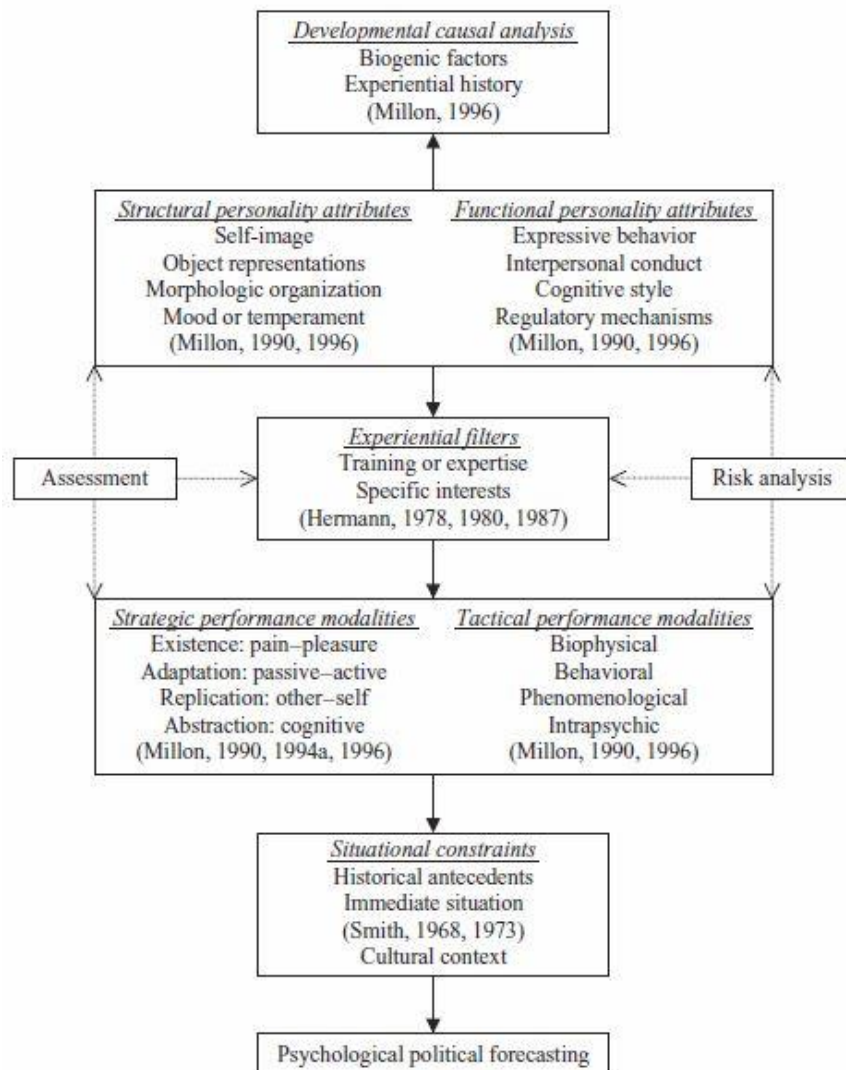 Developmental causal analysis
Biogenic factors
Experiential history
(Millon, 1996)
Structural personality attributes
Self-image
Object representations
Morphologic organization
Mood or temperament
(Millon, 1990, 1996)
Functional personality attributes
Expressive behavior
Interpersonal conduct
Cognitive style
Regulatory mechanisms
(Millon, 1990, 1996)
Assessment
Experiential filters
Training or expertise
Specific interests
(Hermann, 1978, 1980, 1987)
Risk analysis
Strategic performance modalities
Existence: pain–pleasure
Adaptation: passive–active
Replication: other–self
Abstraction: cognitive
(Millon, 1990, 1994a, 1996)
Tactical performance modalities
Biophysical
Behavioral
Phenomenological
Intrapsychic
(Millon, 1990, 1996)
Situational constraints
Historical antecedents
Immediate situation
(Smith, 1968, 1973)
Cultural context
Psychological political forecasting